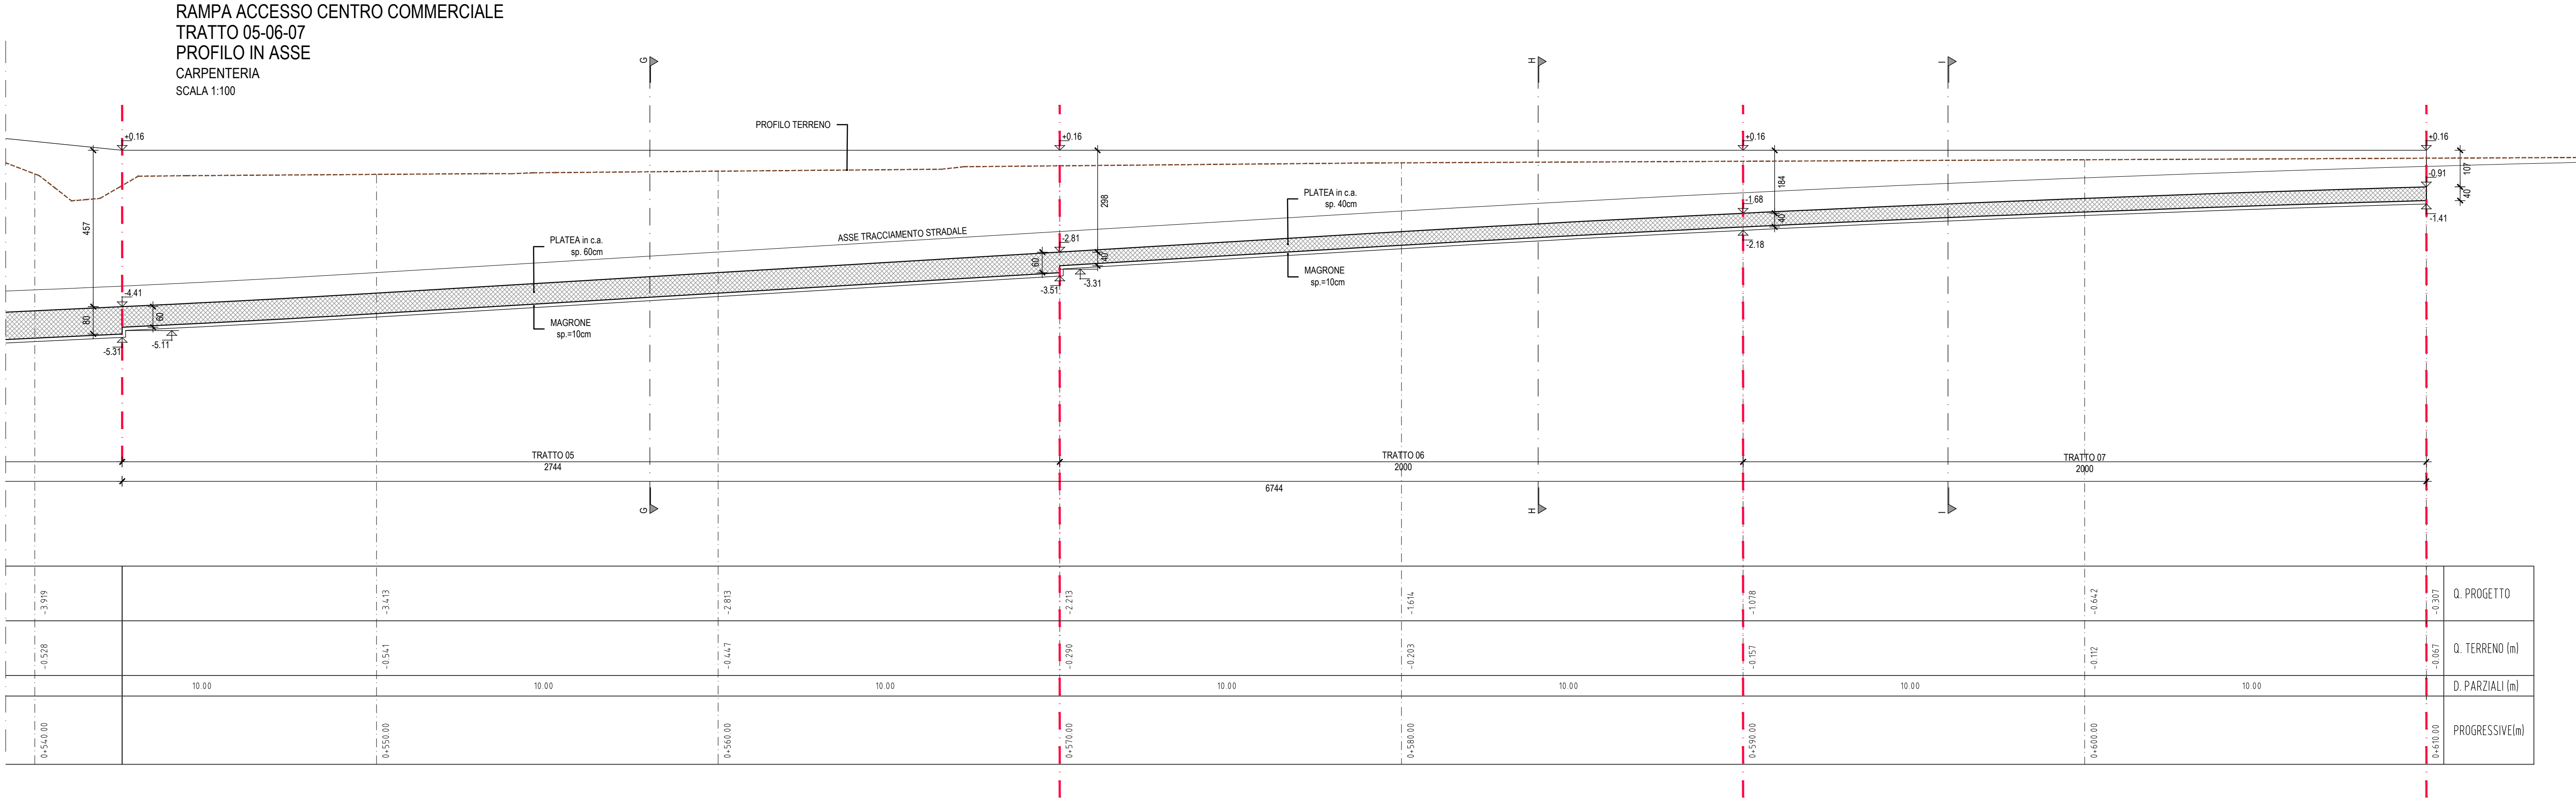 RAMPA ACCESSO CENTRO COMMERCIALE
TRATTO 05-06-07
PROFILO IN ASSE
CARPENTERIA
SCALA 1:100
G
H
I
PROFILO TERRENO
+0.16
+0.16
+0.16
+0.16
457
298
184
107
40
-0.91
-1.41
PLATEA in c.a.
sp. 40cm
-1.68
40
-2.18
ASSE TRACCIAMENTO STRADALE
PLATEA in c.a.
sp. 60cm
-2.81
60
40
-3.51
-3.31
MAGRONE
sp.=10cm
-4.41
80
60
-5.31
-5.11
MAGRONE
sp.=10cm
TRATTO 05
2744
TRATTO 06
2000
TRATTO 07
2000
6744
G
H
I
-3.919
-3.413
-2.813
-2.213
-1.614
-1.078
-0.642
-0.307
Q. PROGETTO
-0.528
-0.541
-0.447
-0.290
-0.203
-0.157
-0.112
-0.067
Q. TERRENO (m)
10.00
10.00
10.00
10.00
10.00
10.00
10.00
D. PARZIALI (m)
0+540.00
0+550.00
0+560.00
0+570.00
0+580.00
0+590.00
0+600.00
0+610.00
PROGRESSIVE(m)